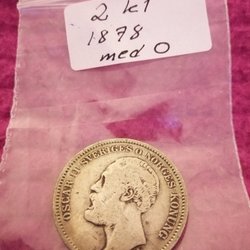 2 kr
1878
med O
OSCAR II SVERIGES O. NORGES KONUNG